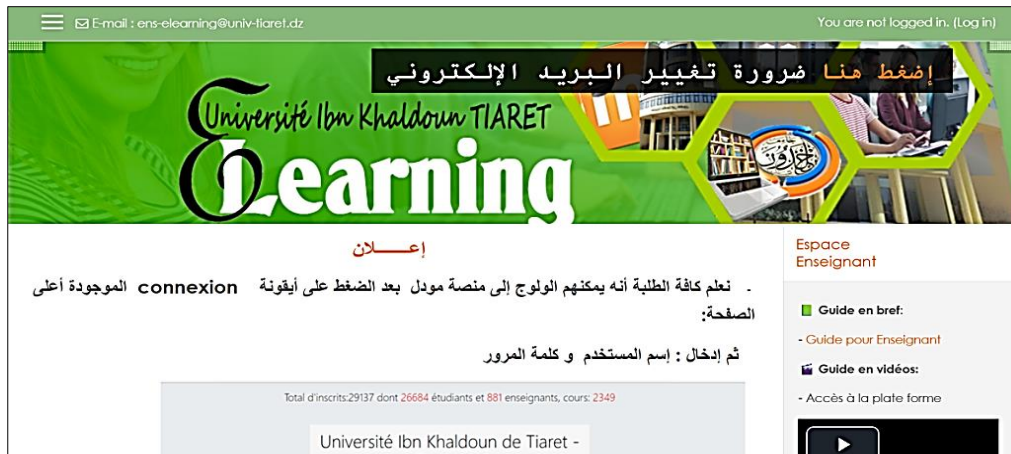 E-mail : ens-elearning@univ-tiaret.dz
You are not logged in. (Log in)
إضغط هنا ضرورة تغيير البريد الإلكتروني
Université Ibn Khaldoun TIARET
E Learning
إعــــلان
- نعلم كافة الطلبة أنه يمكنهم الولوج إلى منصة مودل بعد الضغط على أيقونة connexion الموجودة أعلى
الصفحة:
ثم إدخال : إسم المستخدم و كلمة المرور
Total d'inscrits:29137 dont 26684 étudiants et 881 enseignants, cours: 2349
Université Ibn Khaldoun de Tiaret -
Espace
Enseignant
Guide en bref:
- Guide pour Enseignant
Guide en vidéos:
- Accès à la plate forme